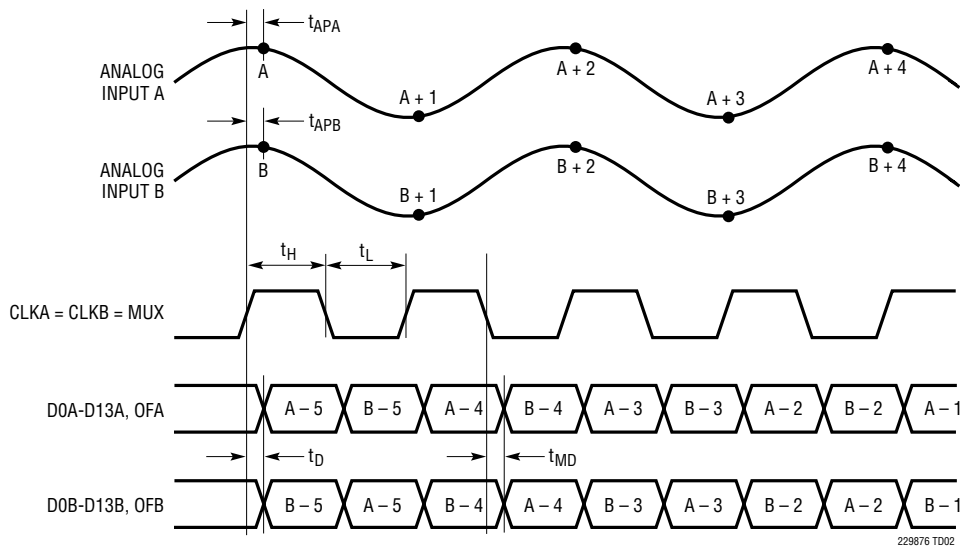 tAPA
ANALOG
INPUT A
A
A + 1
A + 2
A + 3
A + 4
tAPB
ANALOG
INPUT B
B
B + 1
B + 2
B + 3
B + 4
tH
tL
CLKA = CLKB = MUX
D0A-D13A, OFA
A – 5
B – 5
A – 4
B – 4
A – 3
B – 3
A – 2
B – 2
A – 1
tD
tMD
D0B-D13B, OFB
B – 5
A – 5
B – 4
A – 4
B – 3
A – 3
B – 2
A – 2
B – 1
229876 TD02